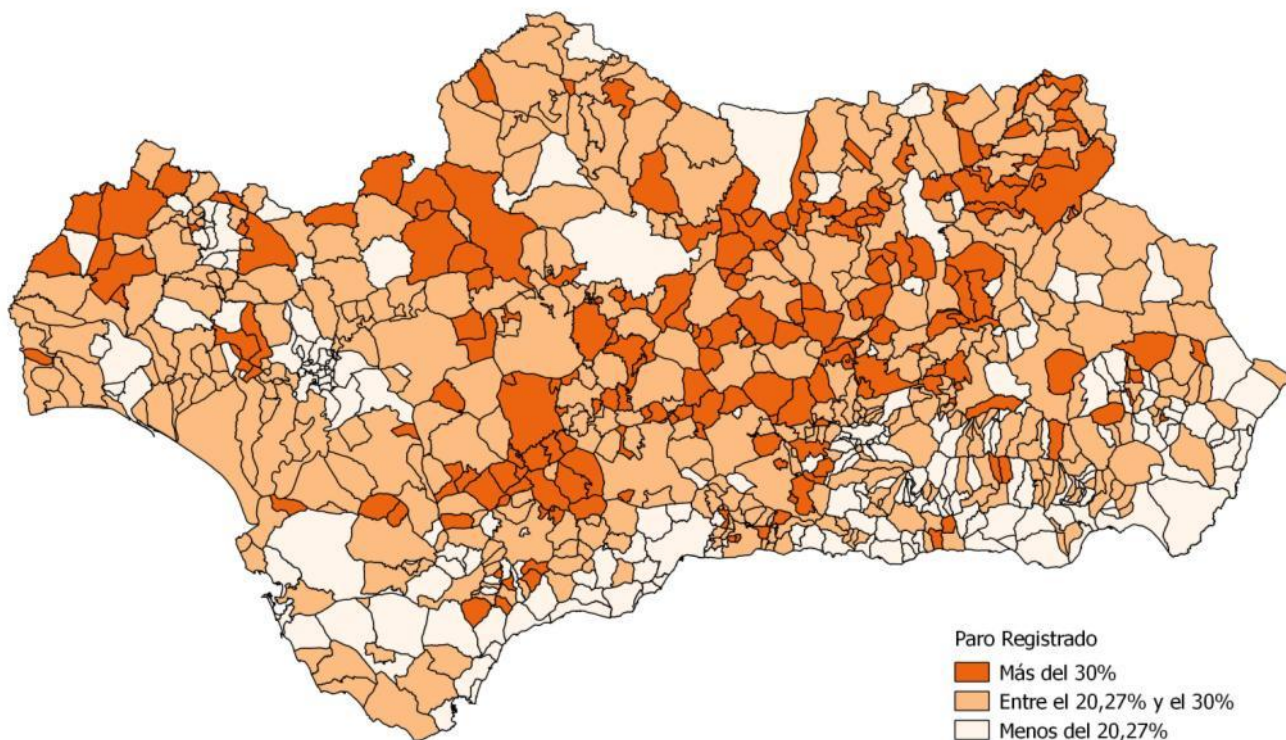 Paro Registrado
Más del 30%
Entre el 20,27% y el 30%
Menos del 20,27%